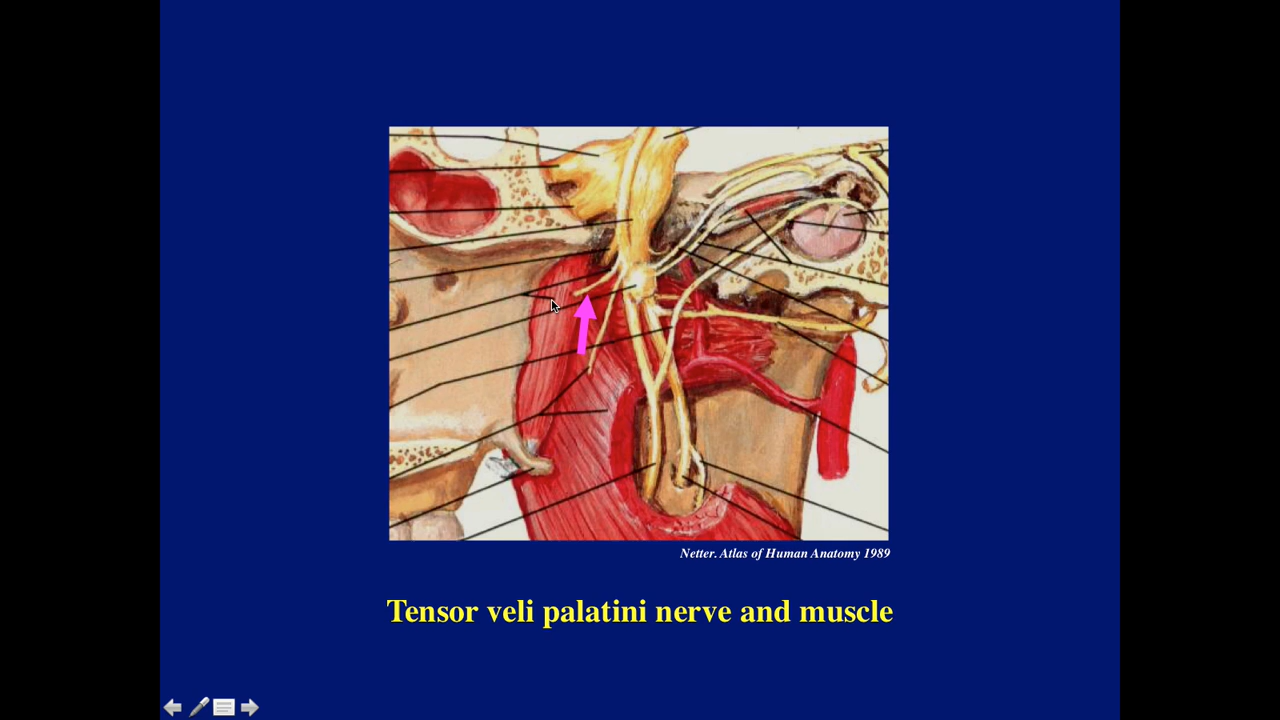 Netter. Atlas of Human Anatomy 1989
Tensor veli palatini nerve and muscle